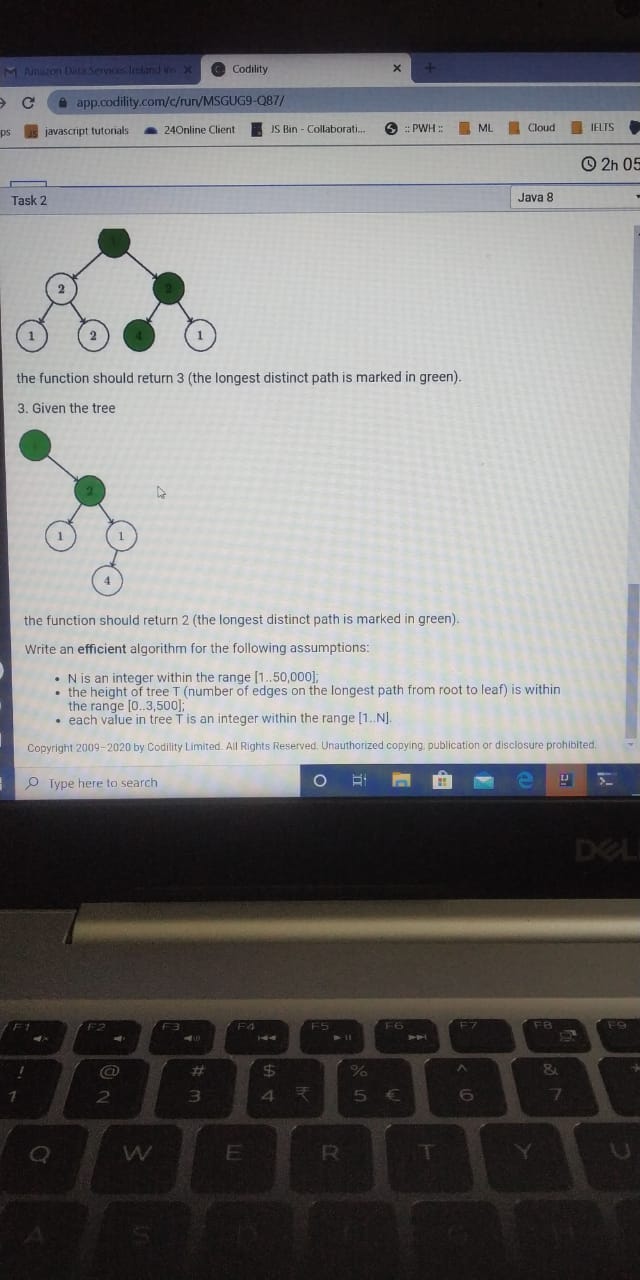 Amazon Data Services Ireland
Codility
app.codility.com/c/run/MSGUG9-Q87/
ps javascript tutorials 24Online Client JS Bin - Collaborati... :: PWH :: ML Cloud IELTS
2h 05
Task 2 Java 8
2 2
1 2 4 1
the function should return 3 (the longest distinct path is marked in green).
3. Given the tree
2
1 1
4
the function should return 2 (the longest distinct path is marked in green).
Write an efficient algorithm for the following assumptions:
• N is an integer within the range [1..50,000];
• the height of tree T (number of edges on the longest path from root to leaf) is within
the range [0..3,500];
• each value in tree T is an integer within the range [1..N].
Copyright 2009–2020 by Codility Limited. All Rights Reserved. Unauthorized copying, publication or disclosure prohibited.
Type here to search
DELL
F1 F2 F3 F4 F5 F6 F7 F8 F9
! @ # $ % ^ &
1 2 3 4 ₹ 5 € 6 7
Q W E R T Y U
A S D F G H